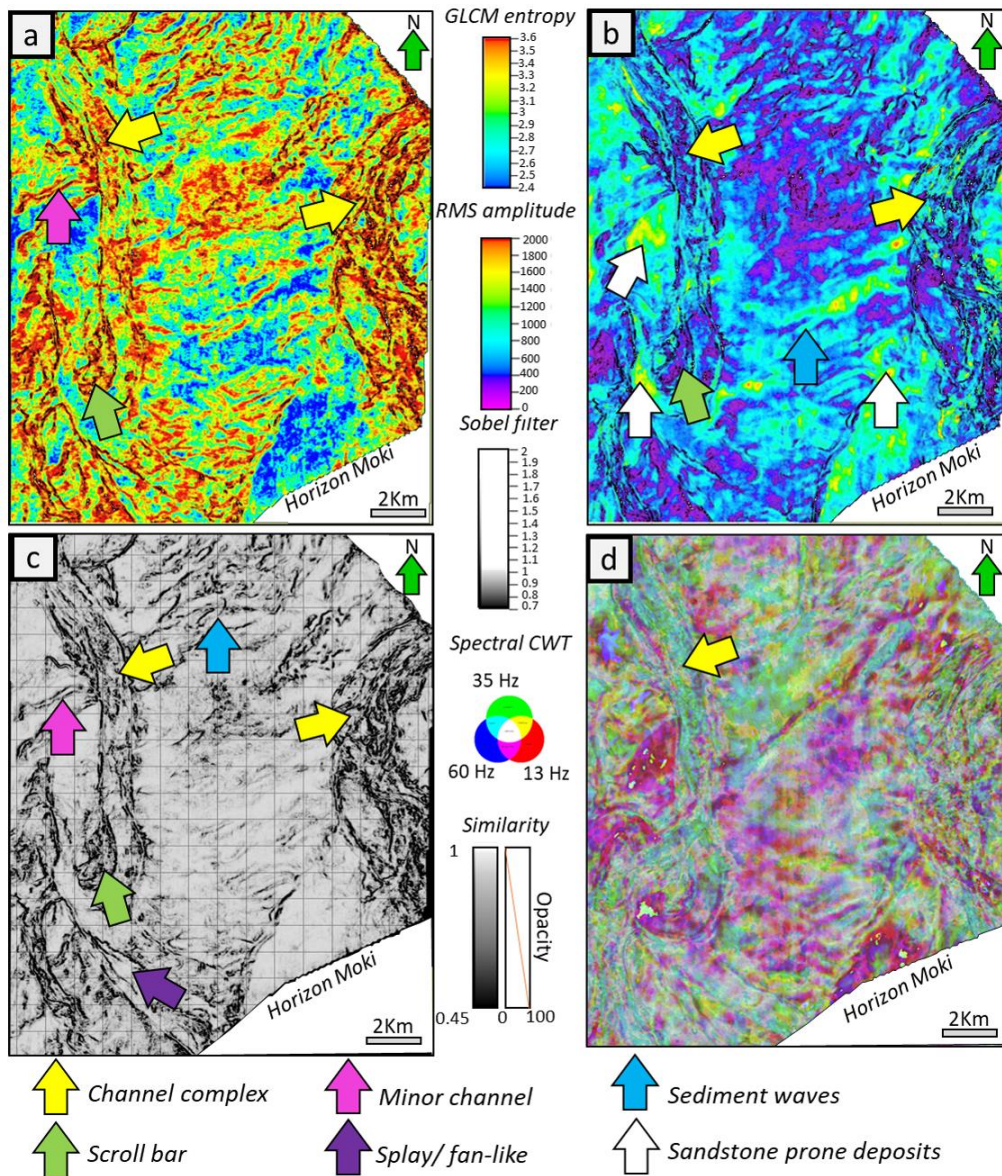 a
GLCM entropy
N
3.6
3.5
3.4
3.3
3.2
3.1
3
2.9
2.8
2.7
2.6
2.5
2.4
RMS amplitude
2000
1800
1600
1400
1200
1000
800
600
400
200
0
Horizon Moki
2Km
b
N
Horizon Moki
2Km
Sobel filter
2
1.9
1.8
1.7
1.6
1.5
1.4
1.3
1.2
1.1
1
0.9
0.8
0.7
c
N
Horizon Moki
2Km
Spectral CWT
35 Hz
60 Hz
13 Hz
Similarity
1
Opacity
0.45
0
100
d
N
Horizon Moki
2Km
Channel complex
Minor channel
Sediment waves
Scroll bar
Splay/ fan-like
Sandstone prone deposits